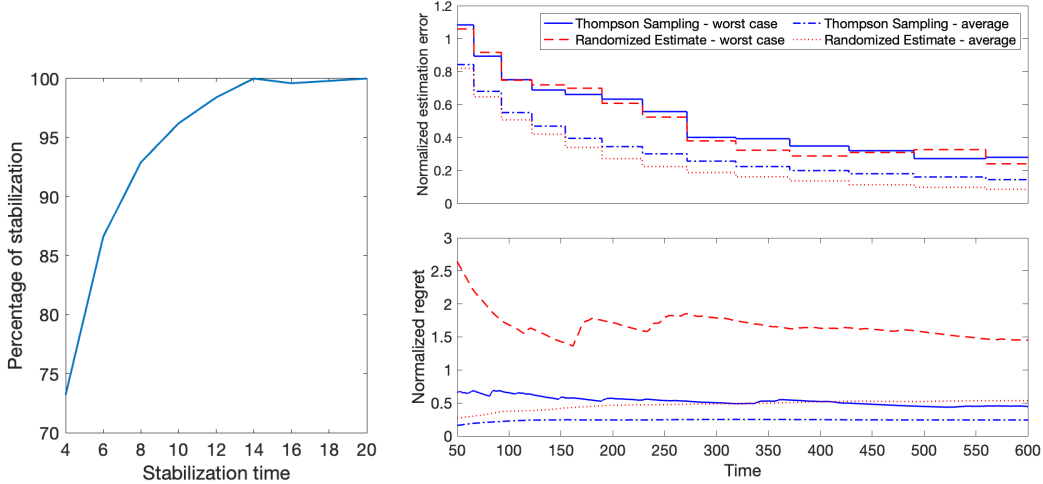 100
95
90
85
80
75
70
4 6 8 10 12 14 16 18 20
Percentage of stabilization
Stabilization time
1.2
1
0.8
0.6
0.4
0.2
0
Normalized estimation error
Thompson Sampling - worst case
Randomized Estimate - worst case
Thompson Sampling - average
Randomized Estimate - average
3
2.5
2
1.5
1
0.5
0
Normalized regret
50 100 150 200 250 300 350 400 450 500 550 600
Time